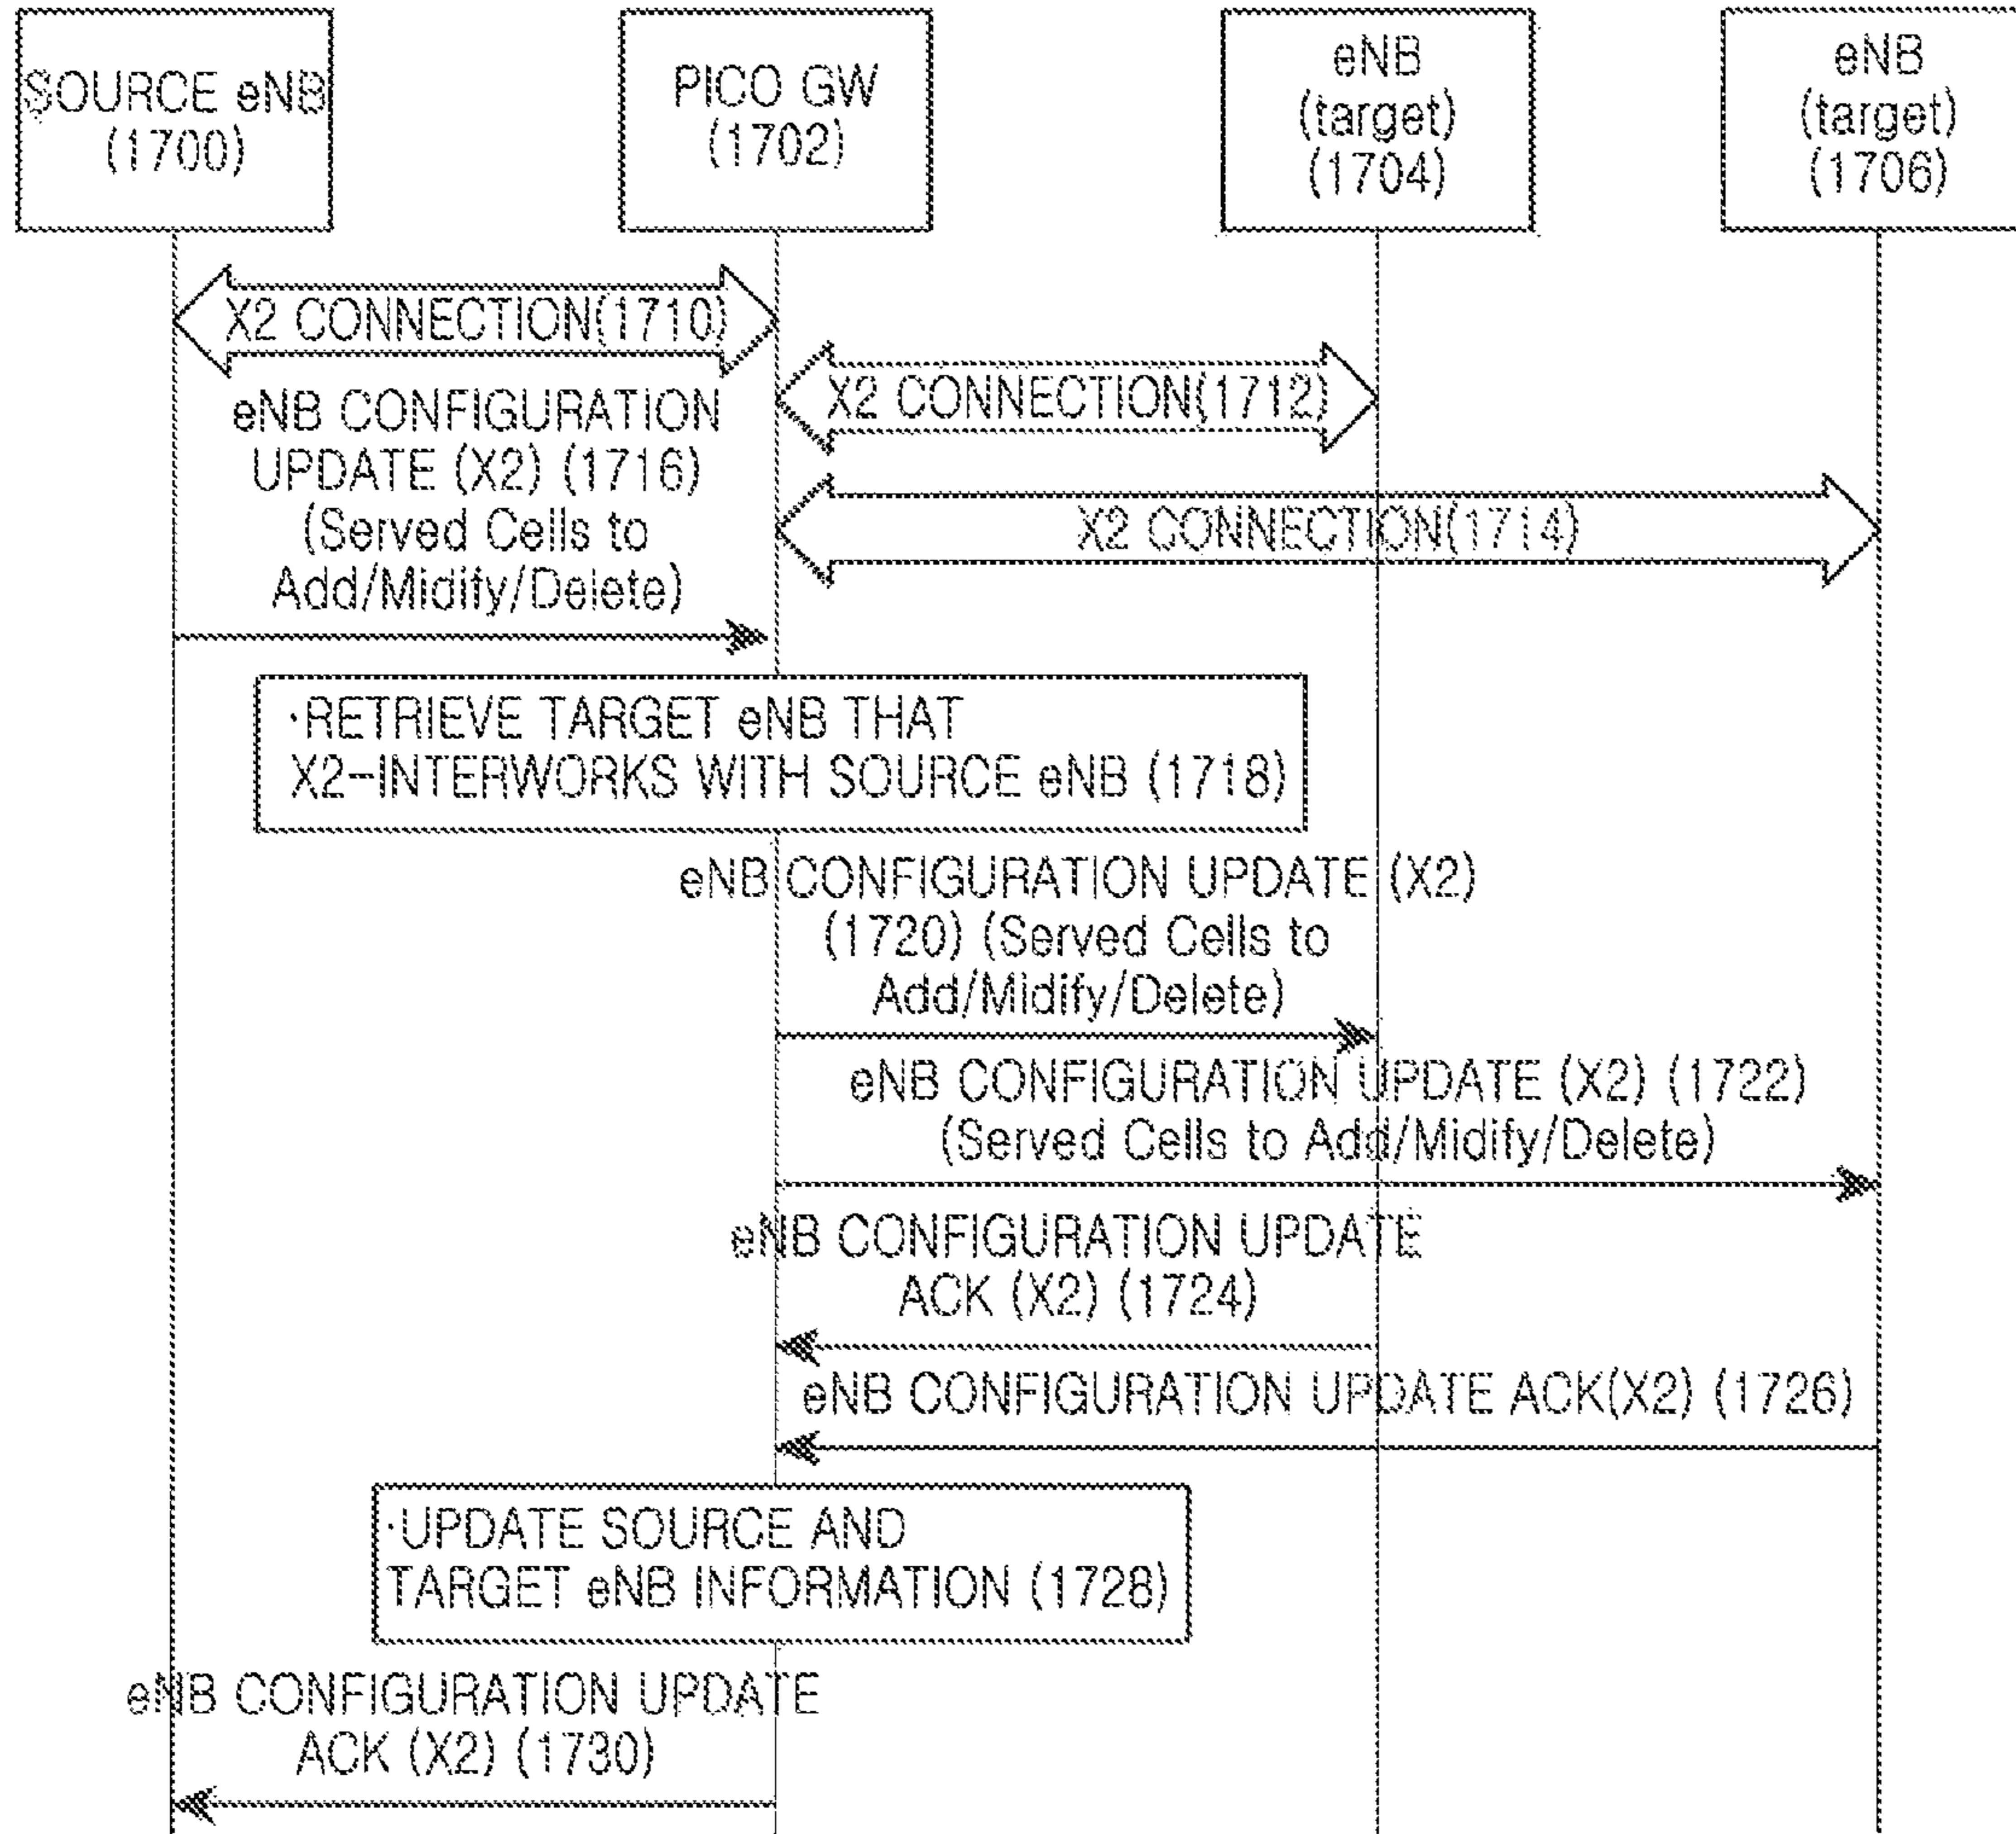 SOURCE eNB
(1700)
PICO GW
(1702)
eNB
(target)
(1704)
eNB
(target)
(1706)
X2 CONNECTION(1710)
X2 CONNECTION(1712)
eNB CONFIGURATION
UPDATE (X2) (1716)
(Served Cells to
Add/Midify/Delete)
X2 CONNECTION(1714)
·RETRIEVE TARGET eNB THAT
X2-INTERWORKS WITH SOURCE eNB (1718)
eNB CONFIGURATION UPDATE (X2)
(1720) (Served Cells to
Add/Midify/Delete)
eNB CONFIGURATION UPDATE (X2) (1722)
(Served Cells to Add/Midify/Delete)
eNB CONFIGURATION UPDATE
ACK (X2) (1724)
eNB CONFIGURATION UPDATE ACK(X2) (1726)
·UPDATE SOURCE AND
TARGET eNB INFORMATION (1728)
eNB CONFIGURATION UPDATE
ACK (X2) (1730)